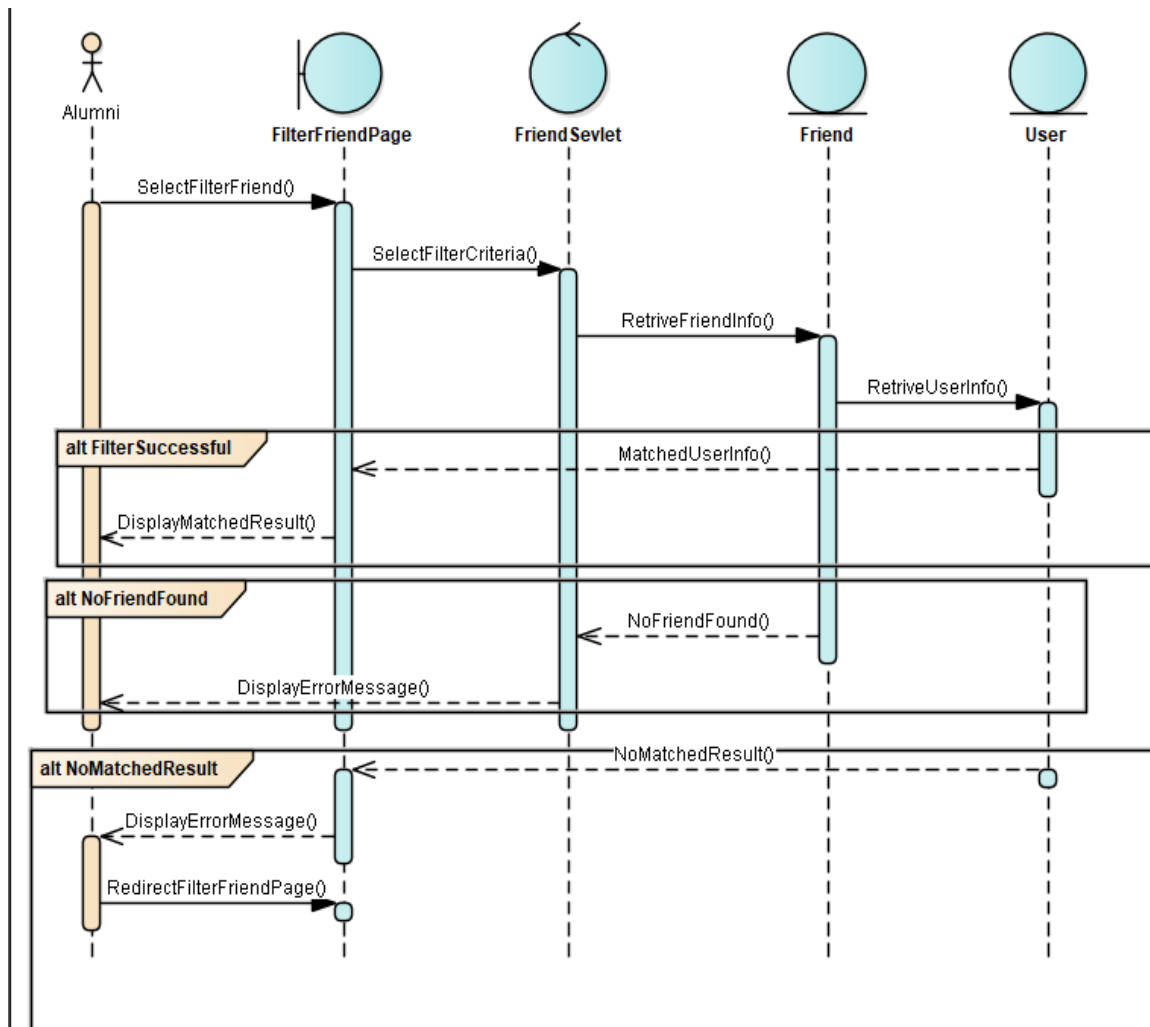 Alumni
FilterFriendPage
FriendSevlet
Friend
User
SelectFilterFriend()
SelectFilterCriteria()
RetriveFriendInfo()
RetriveUserInfo()
alt FilterSuccessful
MatchedUserInfo()
DisplayMatchedResult()
alt NoFriendFound
NoFriendFound()
DisplayErrorMessage()
alt NoMatchedResult
NoMatchedResult()
DisplayErrorMessage()
RedirectFilterFriendPage()